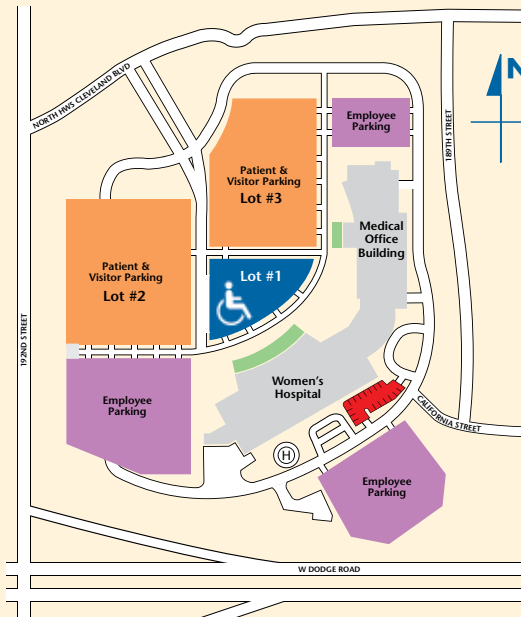 NORTH HWS CLEVELAND BLVD
N
189TH STREET
Employee
Parking
Patient &
Visitor Parking
Lot #3
Medical
Office
Building
Lot #1
Patient &
Visitor Parking
Lot #2
192ND STREET
Women's
Hospital
Employee
Parking
CALIFORNIA STREET
H
Employee
Parking
W DODGE ROAD